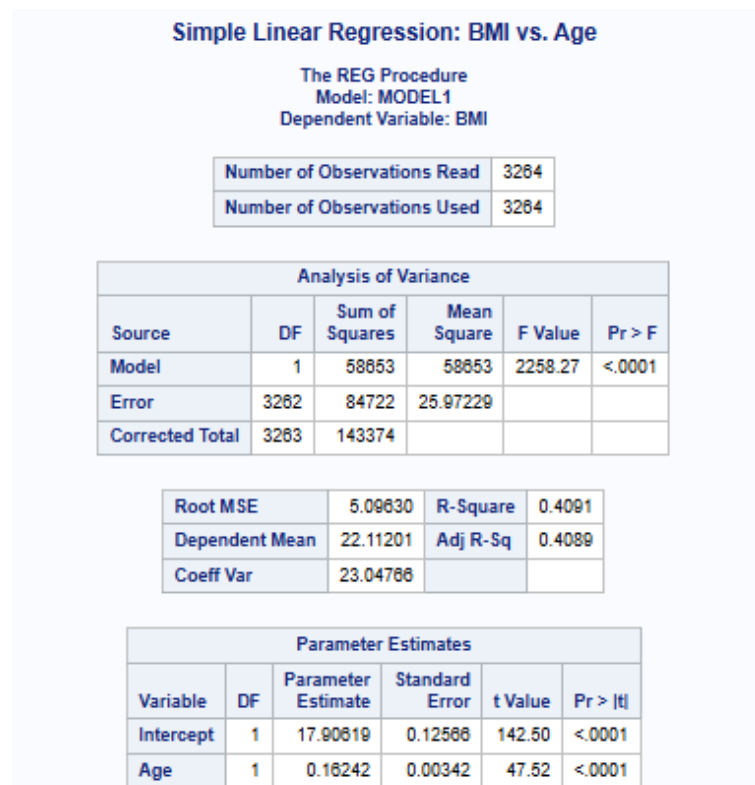 Simple Linear Regression: BMI vs. Age
The REG Procedure
Model: MODEL1
Dependent Variable: BMI
Number of Observations Read 3264
Number of Observations Used 3264
Analysis of Variance
Source DF Sum of Squares Mean Square F Value Pr > F
Model 1 58653 58653 2258.27 <.0001
Error 3262 84722 25.97229
Corrected Total 3263 143374
Root MSE 5.09630 R-Square 0.4091
Dependent Mean 22.11201 Adj R-Sq 0.4089
Coeff Var 23.04766
Parameter Estimates
Variable DF Parameter Estimate Standard Error t Value Pr > |t|
Intercept 1 17.90619 0.12566 142.50 <.0001
Age 1 0.16242 0.00342 47.52 <.0001